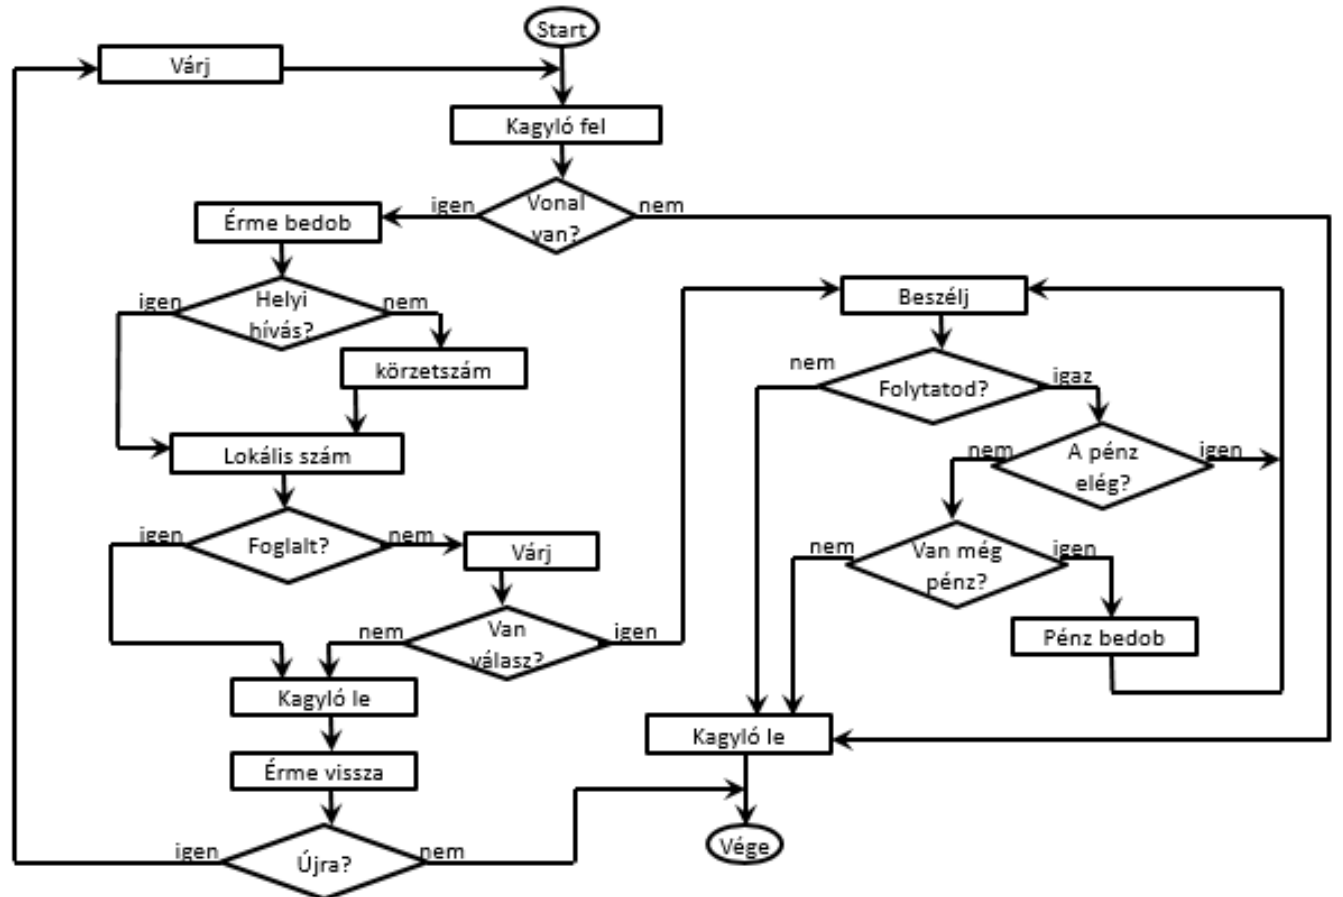 Start
Várj
Kagyló fel
Vonal
van?
igen
nem
Érme bedob
Helyi
hívás?
igen
nem
körzetszám
Lokális szám
Foglalt?
igen
nem
Várj
Van
válasz?
nem
igen
Kagyló le
Érme vissza
Újra?
igen
nem
Beszélj
Folytatod?
nem
igaz
A pénz
elég?
nem
igen
Van még
pénz?
nem
igen
Pénz bedob
Kagyló le
Vége